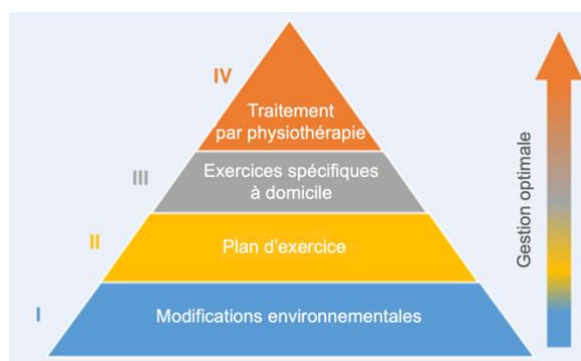 IV
Traitement
par physiothérapie
III
Exercices spécifiques
à domicile
II
Plan d'exercice
I
Modifications environnementales
Gestion optimale